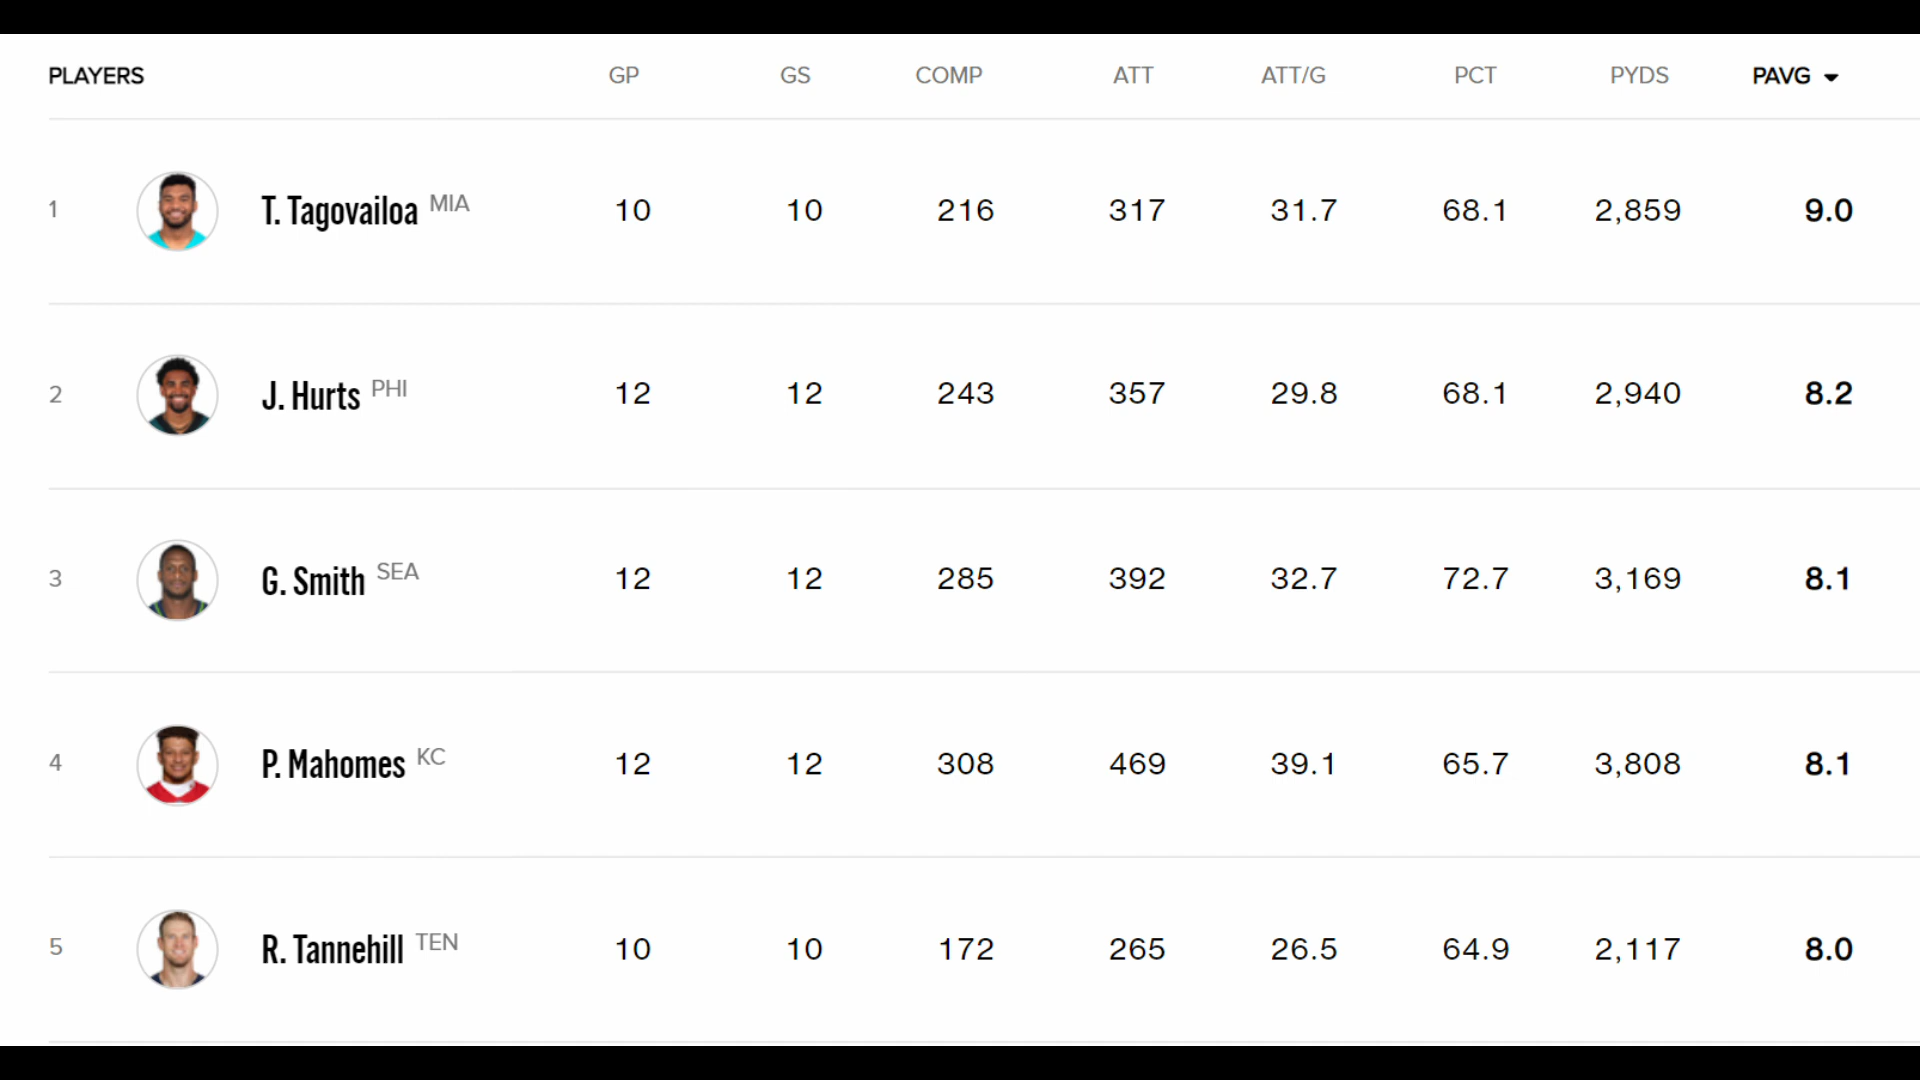 PLAYERS GP GS COMP ATT ATT/G PCT PYDS PAVG
1 T. Tagovailoa MIA 10 10 216 317 31.7 68.1 2,859 9.0
2 J. Hurts PHI 12 12 243 357 29.8 68.1 2,940 8.2
3 G. Smith SEA 12 12 285 392 32.7 72.7 3,169 8.1
4 P. Mahomes KC 12 12 308 469 39.1 65.7 3,808 8.1
5 R. Tannehill TEN 10 10 172 265 26.5 64.9 2,117 8.0